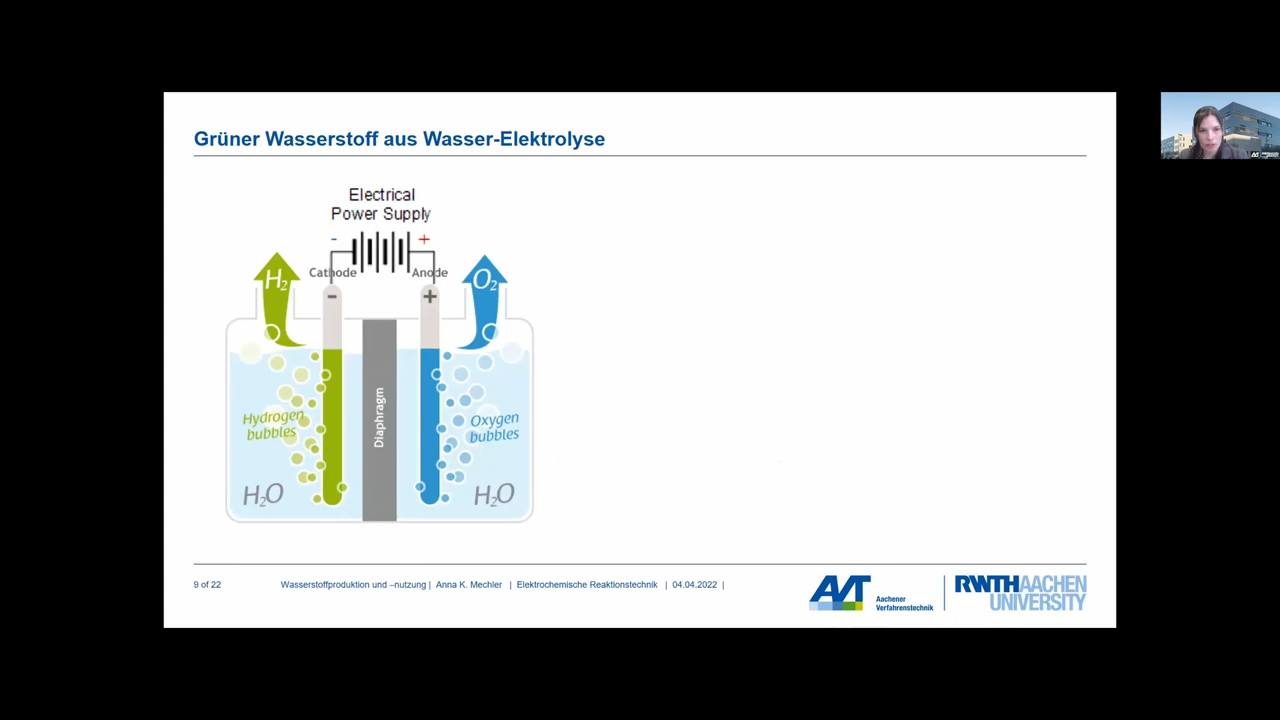 Grüner Wasserstoff aus Wasser-Elektrolyse
Electrical
Power Supply
- +
Cathode Anode
H2 O2
- +
Diaphragm
Hydrogen
bubbles
Oxygen
bubbles
H2O H2O
9 of 22 Wasserstoffproduktion und –nutzung | Anna K. Mechler | Elektrochemische Reaktionstechnik | 04.04.2022 |
AVT Aachener
Verfahrenstechnik
RWTHAACHEN
UNIVERSITY